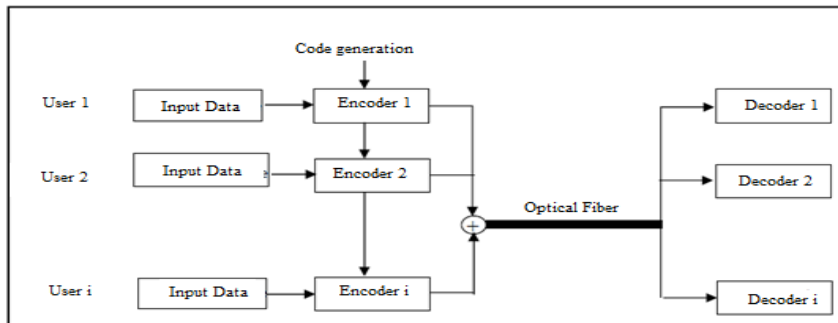 Code generation
User 1
Input Data
Encoder 1
Decoder 1
User 2
Input Data
Encoder 2
Decoder 2
Optical Fiber
+
User i
Input Data
Encoder i
Decoder i